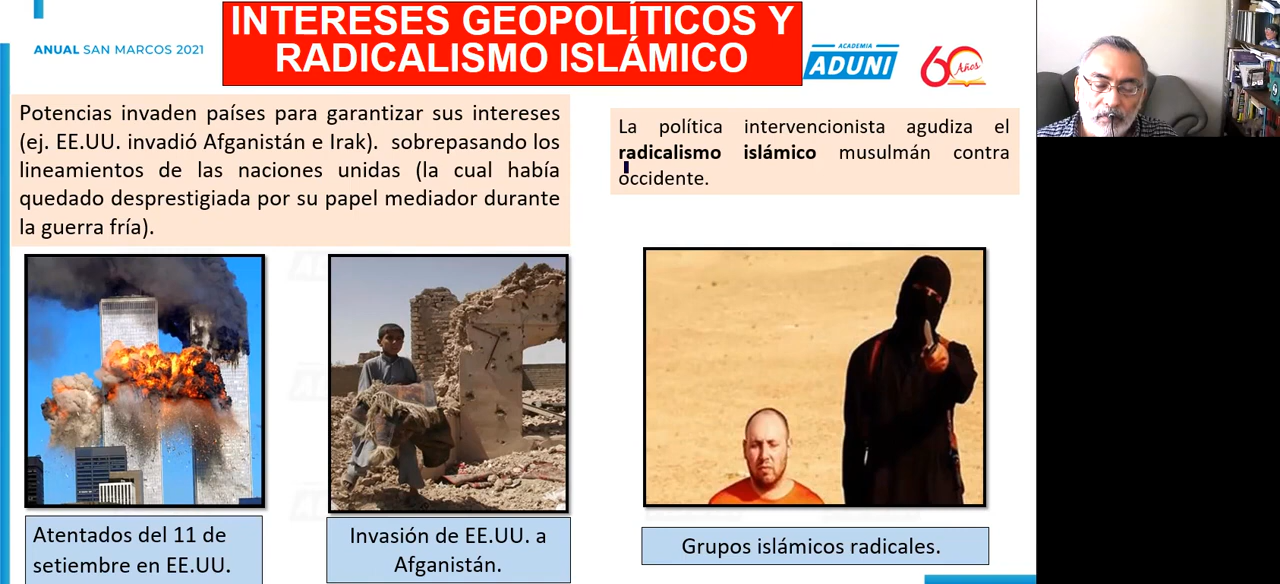 INTERESES GEOPOLÍTICOS Y
RADICALISMO ISLÁMICO
ANUAL SAN MARCOS 2021
ACADEMIA
ADUNI
60 Años
Potencias invaden países para garantizar sus intereses
(ej. EE.UU. invadió Afganistán e Irak). sobrepasando los
lineamientos de las naciones unidas (la cual había
quedado desprestigiada por su papel mediador durante
la guerra fría).
La política intervencionista agudiza el
radicalismo islámico musulmán contra
occidente.
Atentados del 11 de
setiembre en EE.UU.
Invasión de EE.UU. a
Afganistán.
Grupos islámicos radicales.